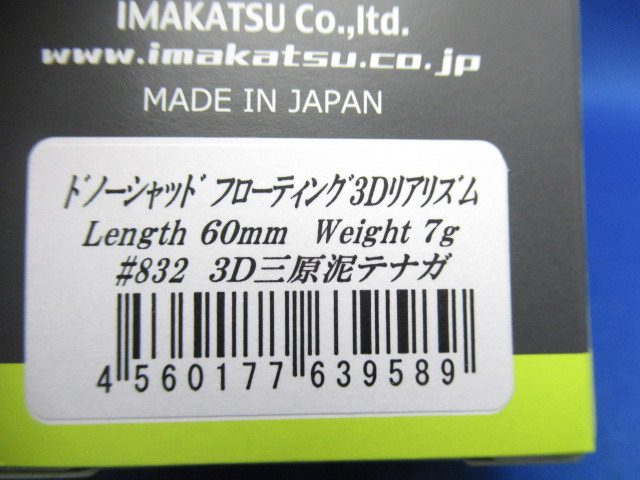 IMAKATSU Co.,ltd.
www.imakatsu.co.jp
MADE IN JAPAN
ドノーシャッド フローティング3Dリアリズム
Length 60mm Weight 7g
#832 3D三原泥テナガ
4 560177 639589